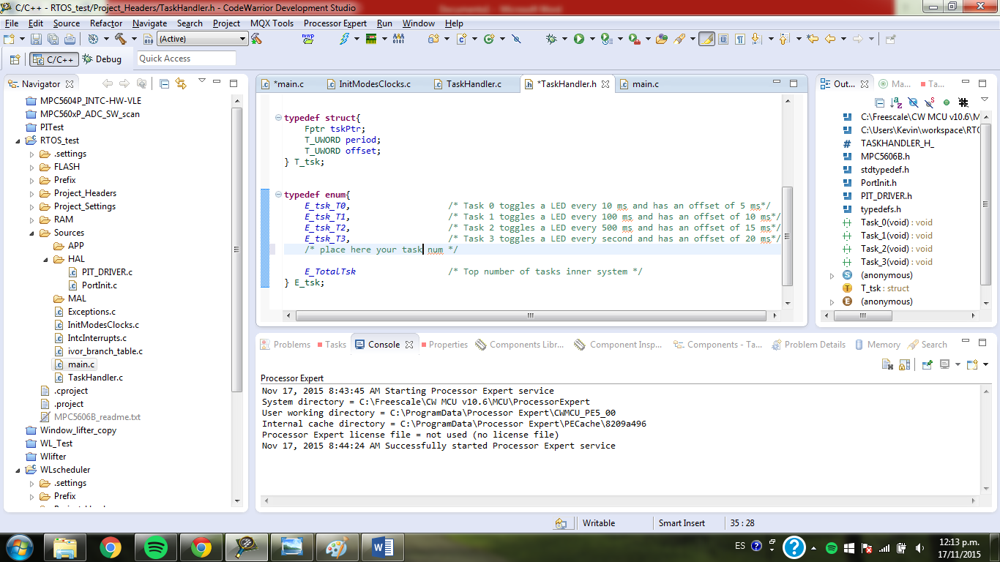 C/C++ - RTOS_test/Project_Headers/TaskHandler.h - CodeWarrior Development Studio
File Edit Source Refactor Navigate Search Project MQX Tools Processor Expert Run Window Help
(Active)
C/C++ Debug Quick Access
Navigator
MPC5604P_INTC-HW-VLE
MPC560xP_ADC_SW_scan
PITest
RTOS_test
.settings
FLASH
Prefix
Project_Headers
Project_Settings
RAM
Sources
APP
HAL
PIT_DRIVER.c
PortInit.c
MAL
Exceptions.c
InitModesClocks.c
IntcInterrupts.c
ivor_branch_table.c
main.c
TaskHandler.c
.cproject
.project
MPC5606B_readme.txt
Window_lifter_copy
WL_Test
Wlifter
WLscheduler
.settings
Prefix
*main.c InitModesClocks.c TaskHandler.c *TaskHandler.h main.c
typedef struct{
Fptr tskPtr;
T_UWORD period;
T_UWORD offset;
} T_tsk;
typedef enum{
E_tsk_T0, /* Task 0 toggles a LED every 10 ms and has an offset of 5 ms*/
E_tsk_T1, /* Task 1 toggles a LED every 100 ms and has an offset of 10 ms*/
E_tsk_T2, /* Task 2 toggles a LED every 500 ms and has an offset of 15 ms*/
E_tsk_T3, /* Task 3 toggles a LED every second and has an offset of 20 ms*/
/* place here your task num */
E_TotalTsk /* Top number of tasks inner system */
} E_tsk;
Out... Ma... Ta...
C:\Freescale\CW MCU v10.6\M
C:\Users\Kevin\workspace\RTO
TASKHANDLER_H_
MPC5606B.h
stdtypedef.h
PortInit.h
PIT_DRIVER.h
typedefs.h
Task_0(void) : void
Task_1(void) : void
Task_2(void) : void
Task_3(void) : void
(anonymous)
T_tsk : struct
(anonymous)
Problems Tasks Console Properties Components Libr... Component Insp... Components - Ta... Problem Details Memory Search
Processor Expert
Nov 17, 2015 8:43:45 AM Starting Processor Expert service
System directory = C:\Freescale\CW MCU v10.6\MCU\ProcessorExpert
User working directory = C:\ProgramData\Processor Expert\CWMCU_PE5_00
Internal cache directory = C:\ProgramData\Processor Expert\PECache\8209a496
Processor Expert license file = not used (no license file)
Nov 17, 2015 8:44:24 AM Successfully started Processor Expert service
Writable Smart Insert 35 : 28
ES 12:13 p.m.
17/11/2015